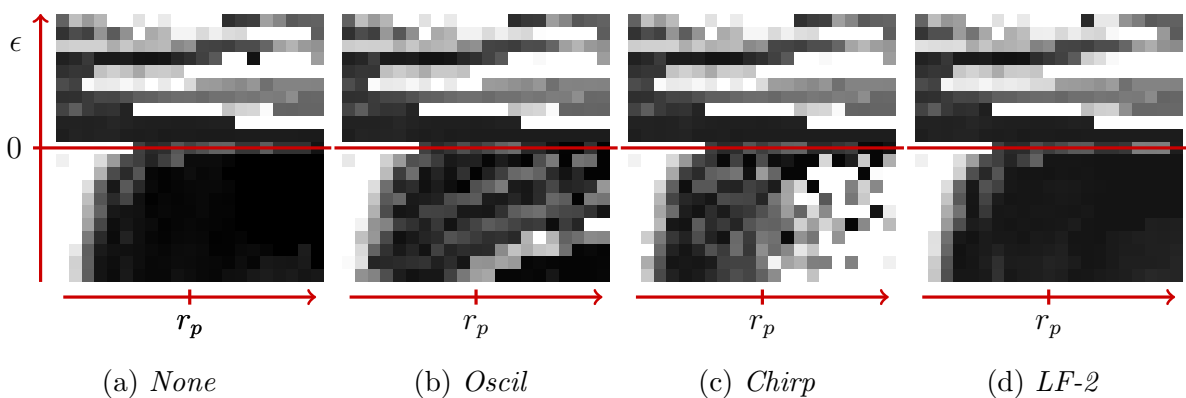 ϵ
0
r_p r_p r_p r_p
(a) None (b) Oscil (c) Chirp (d) LF-2